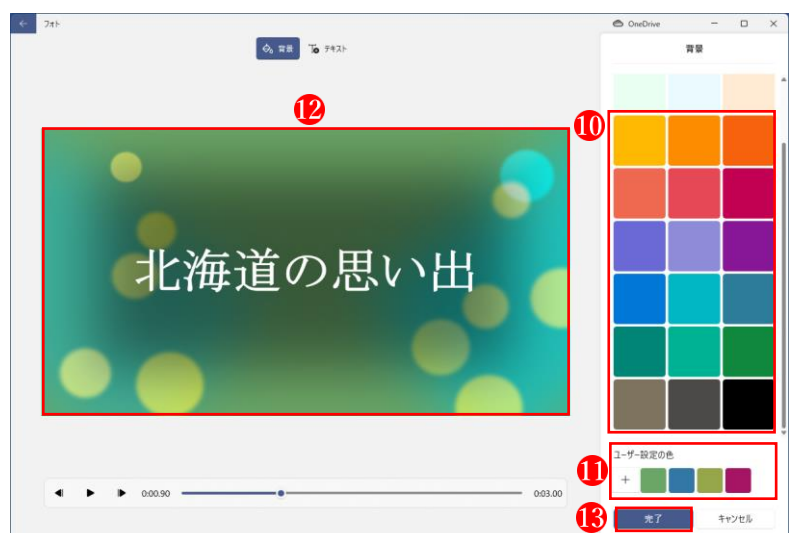 フォト
OneDrive
背景
テキスト
背景
⑫
⑩
北海道の思い出
ユーザー設定の色
⑪
+
0:00.90
0:03.00
⑬
完了
キャンセル